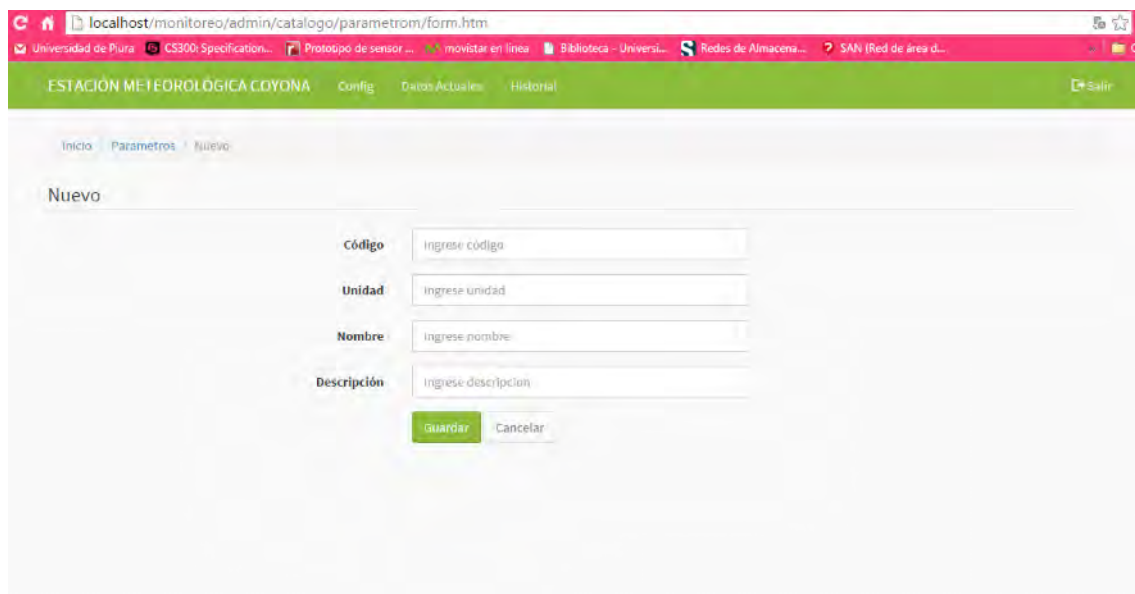 localhost/monitoreo/admin/catalogo/parametrom/form.htm
Universidad de Piura CS300: Specification... Prototipo de sensor ... movistar en linea Biblioteca - Universi... Redes de Almacena... SAN (Red de área d...
ESTACIÓN METEOROLÓGICA COYONA Config Datos Actuales Historial Salir
Inicio / Parametros / Nuevo
Nuevo
Código Ingrese código
Unidad Ingrese unidad
Nombre Ingrese nombre
Descripción Ingrese descripcion
Guardar Cancelar